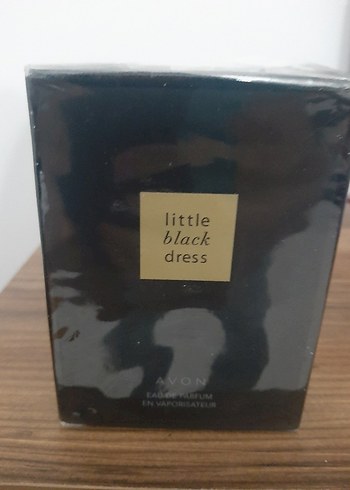 little
black
dress
AVON
EAU DE PARFUM
EN VAPORISATEUR